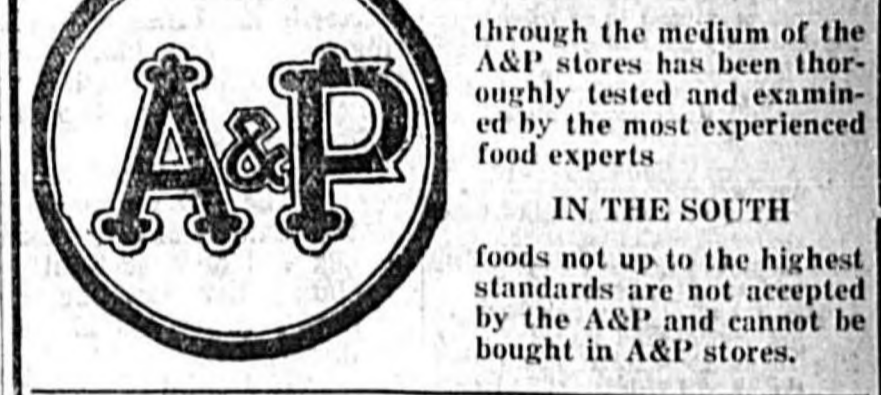 A&P
through the medium of the
A&P stores has been thor-
oughly tested and examin-
ed by the most experienced
food experts
IN THE SOUTH
foods not up to the highest
standards are not accepted
by the A&P and cannot be
bought in A&P stores.